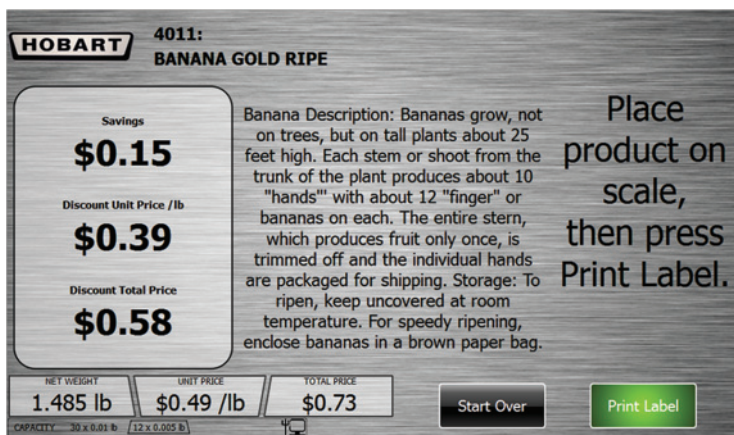 HOBART
4011:
BANANA GOLD RIPE
Savings
$0.15
Discount Unit Price /lb
$0.39
Discount Total Price
$0.58
Banana Description: Bananas grow, not
on trees, but on tall plants about 25
feet high. Each stem or shoot from the
trunk of the plant produces about 10
"hands'" with about 12 "finger" or
bananas on each. The entire stern,
which produces fruit only once, is
trimmed off and the individual hands
are packaged for shipping. Storage: To
ripen, keep uncovered at room
temperature. For speedy ripening,
enclose bananas in a brown paper bag.
Place
product on
scale,
then press
Print Label.
NET WEIGHT
1.485 lb
UNIT PRICE
$0.49 /lb
TOTAL PRICE
$0.73
Start Over
Print Label
CAPACITY 30 x 0.01 lb 12 x 0.005 lb